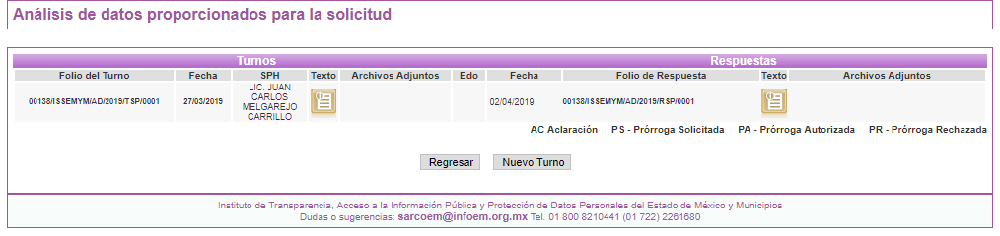 Análisis de datos proporcionados para la solicitud
Turnos Respuestas
Folio del Turno Fecha SPH Texto Archivos Adjuntos Edo Fecha Folio de Respuesta Texto Archivos Adjuntos
00138/ISSEMYM/AD/2019/TSP/0001 27/03/2019 LIC. JUAN CARLOS MELGAREJO CARRILLO 02/04/2019 00138/ISSEMYM/AD/2019/RSP/0001
AC Aclaración PS - Prórroga Solicitada PA - Prórroga Autorizada PR - Prórroga Rechazada
Regresar Nuevo Turno
Instituto de Transparencia, Acceso a la Información Pública y Protección de Datos Personales del Estado de México y Municipios
Dudas o sugerencias: sarcoem@infoem.org.mx Tel. 01 800 8210441 (01 722) 2261680